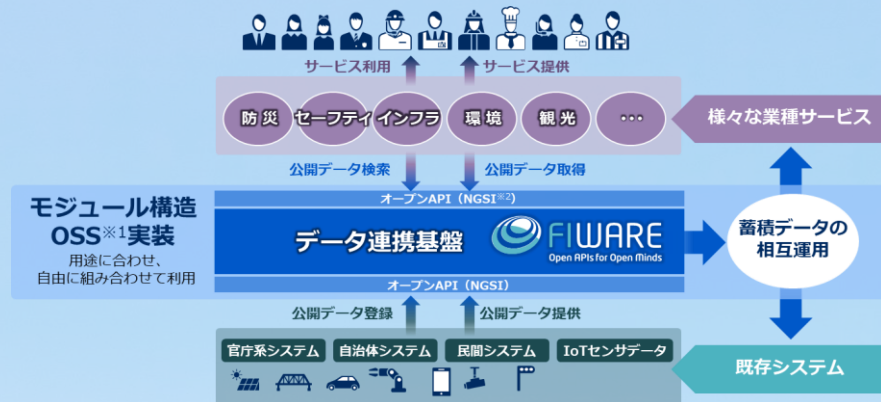 サービス利用
サービス提供
防災
セーフティ
インフラ
環境
観光
…
様々な業種サービス
公開データ検索
公開データ取得
オープンAPI（NGSI※2）
モジュール構造
OSS※1実装
用途に合わせ、
自由に組み合わせて利用
データ連携基盤
FIWARE
Open APIs for Open Minds
蓄積データの
相互運用
オープンAPI（NGSI）
公開データ登録
公開データ提供
官庁系システム
自治体システム
民間システム
IoTセンサデータ
既存システム